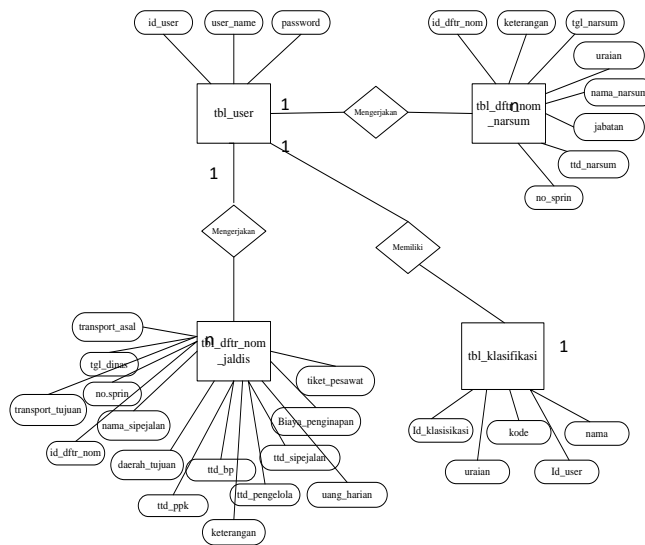 id_user
user_name
password
id_dftr_nom
keterangan
tgl_narsum
uraian
nama_narsum
jabatan
ttd_narsum
no_sprin
tbl_user
1
Mengerjakan
tbl_dftr_nom
_narsum
n
1
1
Mengerjakan
Memiliki
transport_asal
tgl_dinas
no.sprin
transport_tujuan
nama_sipejalan
id_dftr_nom
n
tbl_dftr_nom
_jaldis
tiket_pesawat
Biaya_penginapan
daerah_tujuan
ttd_bp
ttd_sipejalan
ttd_ppk
ttd_pengelola
uang_harian
keterangan
tbl_klasifikasi
1
Id_klasisikasi
kode
nama
uraian
Id_user